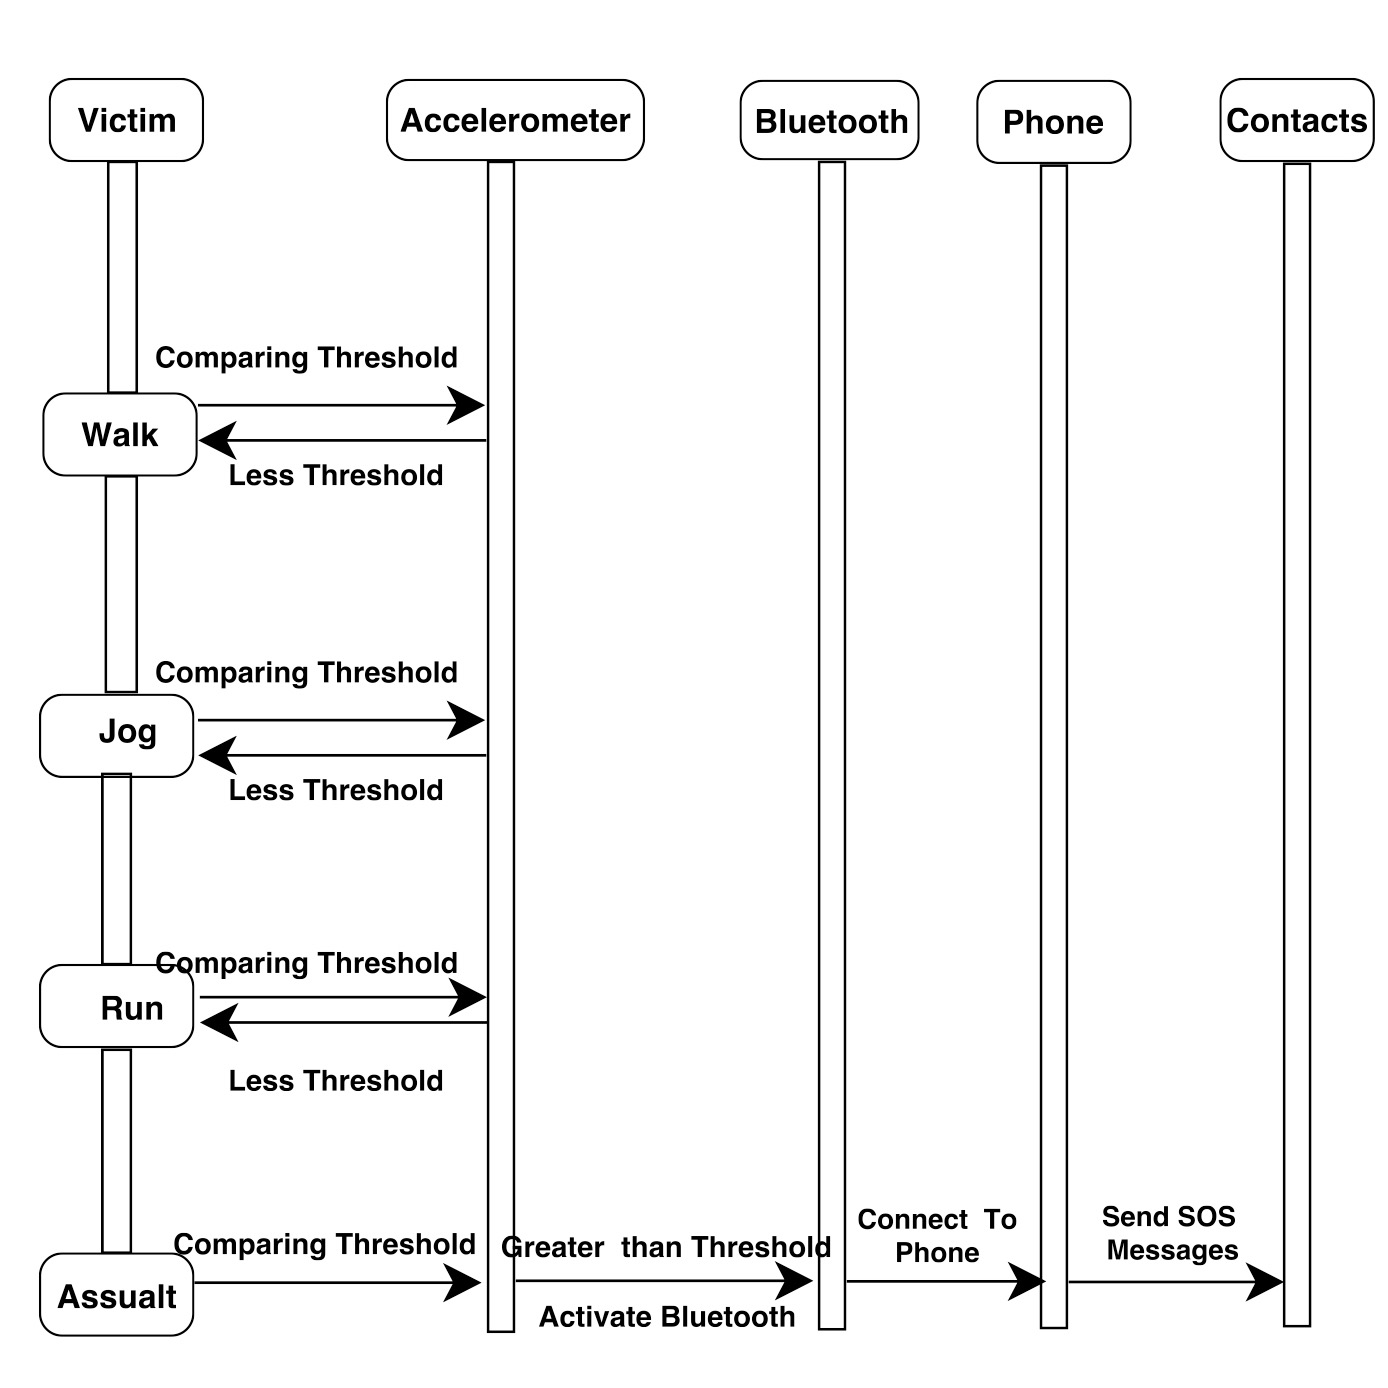 Victim
Accelerometer
Bluetooth
Phone
Contacts
Comparing Threshold
Walk
Less Threshold
Comparing Threshold
Jog
Less Threshold
Comparing Threshold
Run
Less Threshold
Comparing Threshold
Assualt
Greater than Threshold
Activate Bluetooth
Connect To
Phone
Send SOS
Messages